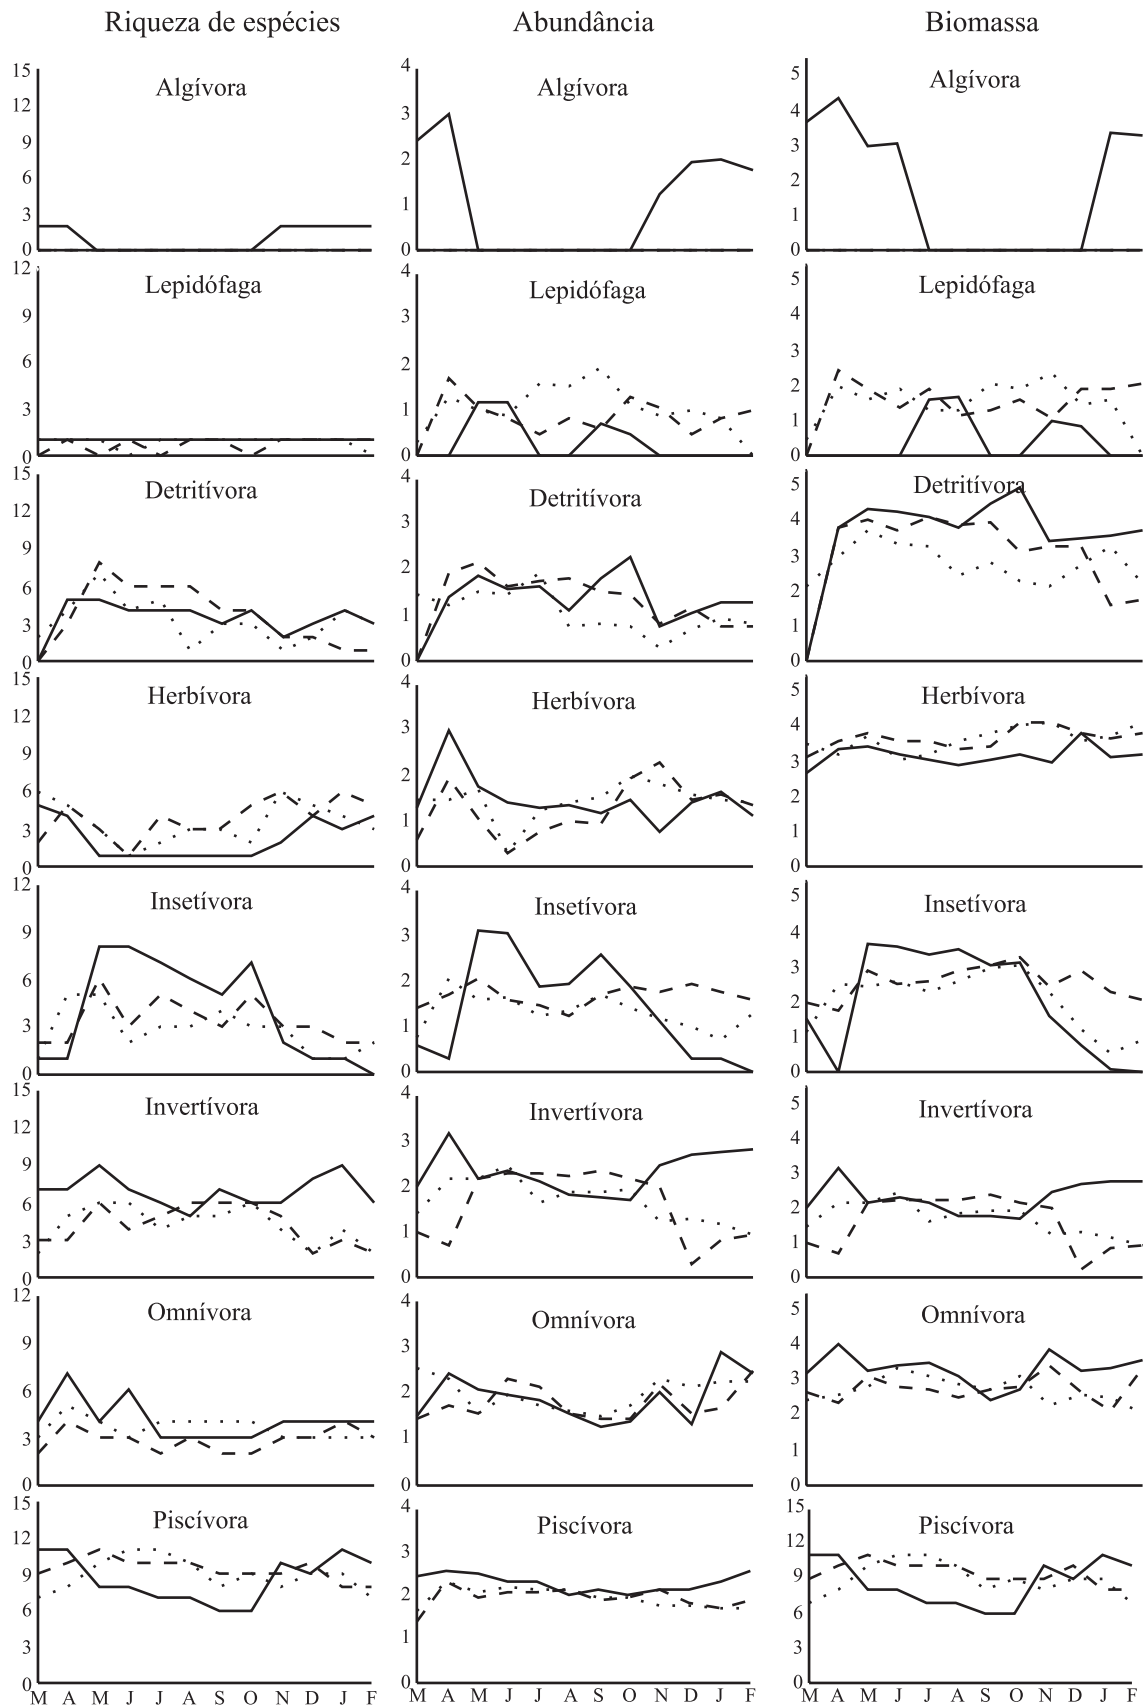 Riqueza de espécies Abundância Biomassa
Algívora Algívora Algívora
15 12 9 6 3 0
4 3 2 1 0
5 4 3 2 1 0
Lepidófaga Lepidófaga Lepidófaga
12 9 6 3 0
4 3 2 1 0
5 4 3 2 1 0
Detritívora Detritívora Detritívora
15 12 9 6 3 0
4 3 2 1 0
5 4 3 2 1 0
Herbívora Herbívora Herbívora
15 12 9 6 3 0
4 3 2 1 0
5 4 3 2 1 0
Insetívora Insetívora Insetívora
12 9 6 3 0
4 3 2 1 0
5 4 3 2 1 0
Invertívora Invertívora Invertívora
15 12 9 6 3 0
4 3 2 1 0
5 4 3 2 1 0
Omnívora Omnívora Omnívora
12 9 6 3 0
4 3 2 1 0
5 4 3 2 1 0
Piscívora Piscívora Piscívora
15 12 9 6 3 0
4 3 2 1 0
15 12 9 6 3 0
M A M J J A S O N D J F
M A M J J A S O N D J F
M A M J J A S O N D J F